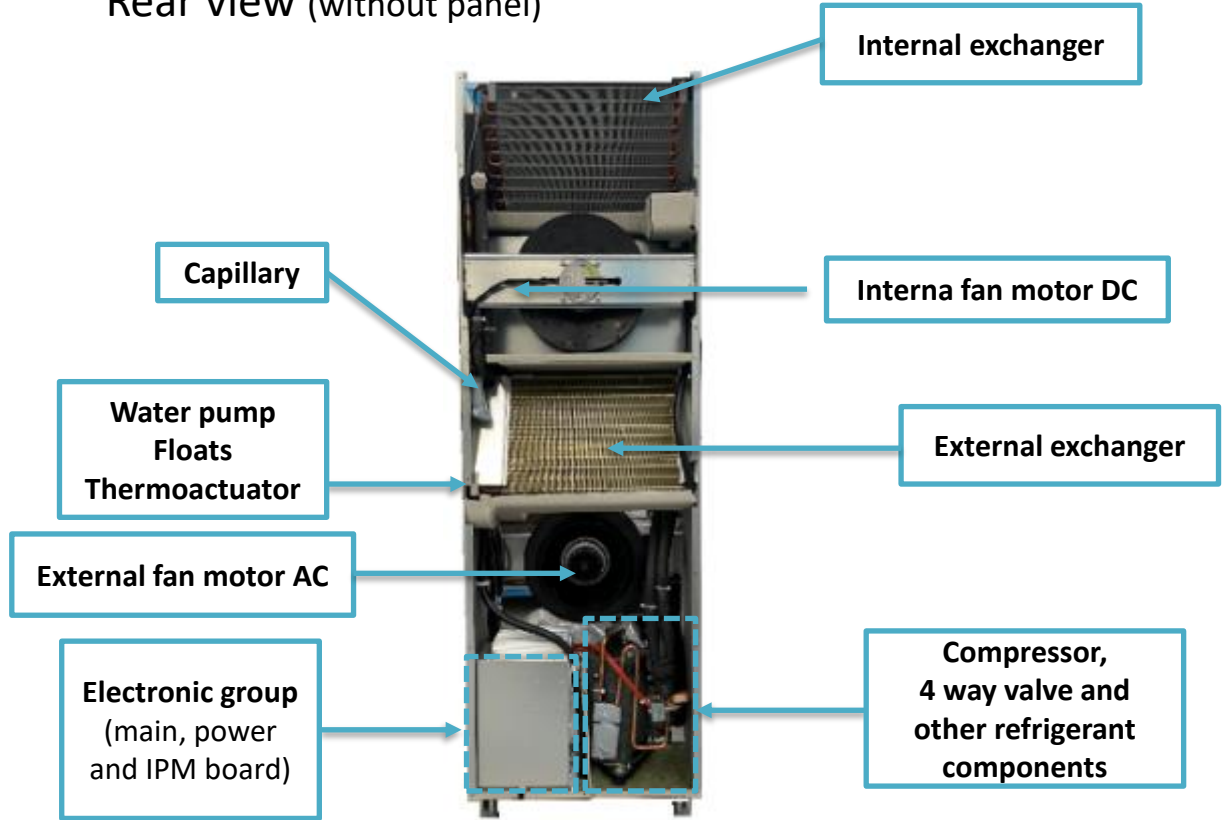 Rear view (without panel)
Internal exchanger
Capillary
Interna fan motor DC
Water pump
Floats
Thermoactuator
External exchanger
External fan motor AC
Electronic group
(main, power
and IPM board)
Compressor,
4 way valve and
other refrigerant
components